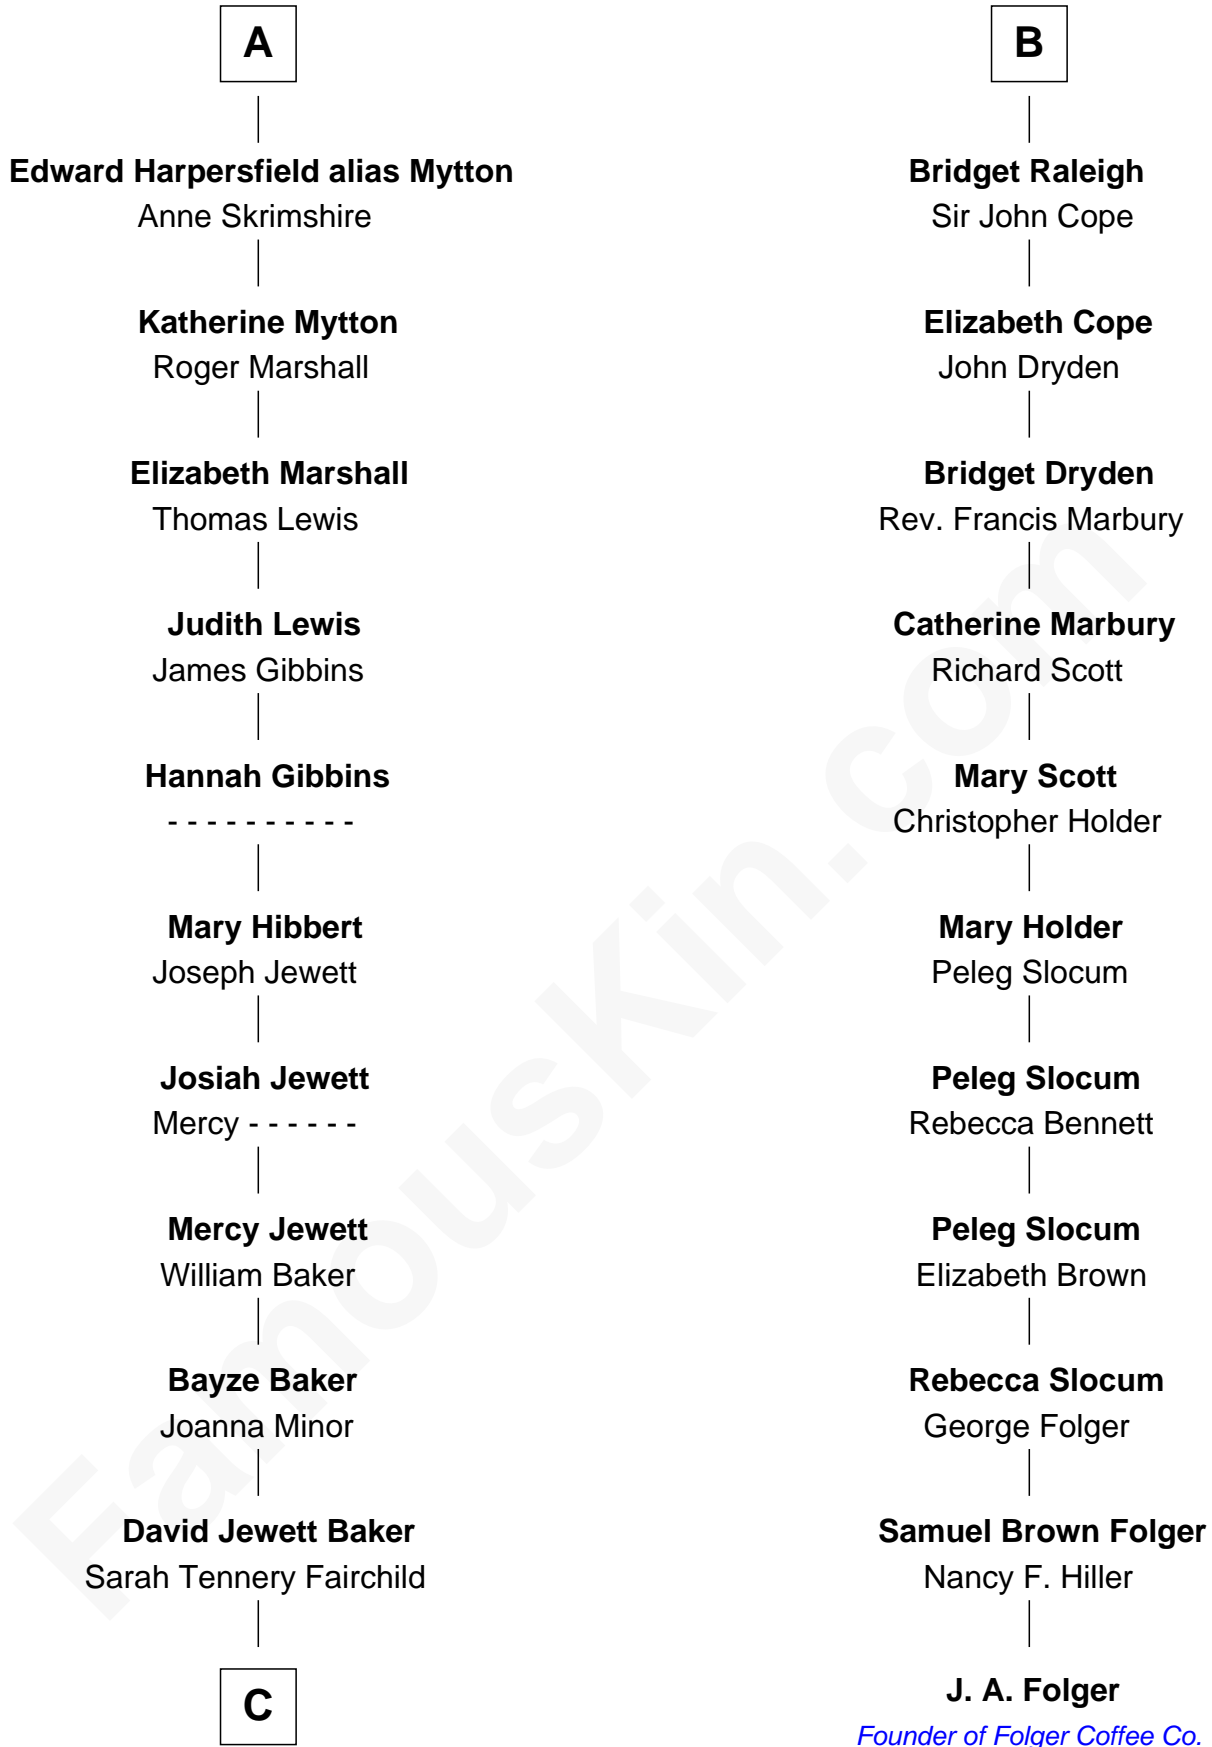 A
Edward Harpersfield alias Mytton
Anne Skrimshire
Katherine Mytton
Roger Marshall
Elizabeth Marshall
Thomas Lewis
Judith Lewis
James Gibbins
Hannah Gibbins
- - - - - - - - - -
Mary Hibbert
Joseph Jewett
Josiah Jewett
Mercy - - - - - -
Mercy Jewett
William Baker
Bayze Baker
Joanna Minor
David Jewett Baker
Sarah Tennery Fairchild
C
B
Bridget Raleigh
Sir John Cope
Elizabeth Cope
John Dryden
Bridget Dryden
Rev. Francis Marbury
Catherine Marbury
Richard Scott
Mary Scott
Christopher Holder
Mary Holder
Peleg Slocum
Peleg Slocum
Rebecca Bennett
Peleg Slocum
Elizabeth Brown
Rebecca Slocum
George Folger
Samuel Brown Folger
Nancy F. Hiller
J. A. Folger
Founder of Folger Coffee Co.
FamousKin.com